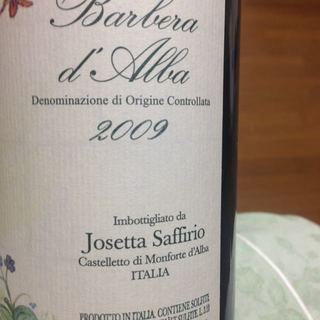 Barbera
d'Alba
Denominazione di Origine Controllata
2009
Imbottigliato da
Josetta Saffirio
Castelletto di Monforte d'Alba
ITALIA
PRODOTTO IN ITALIA. CONTIENE SOLFITI.